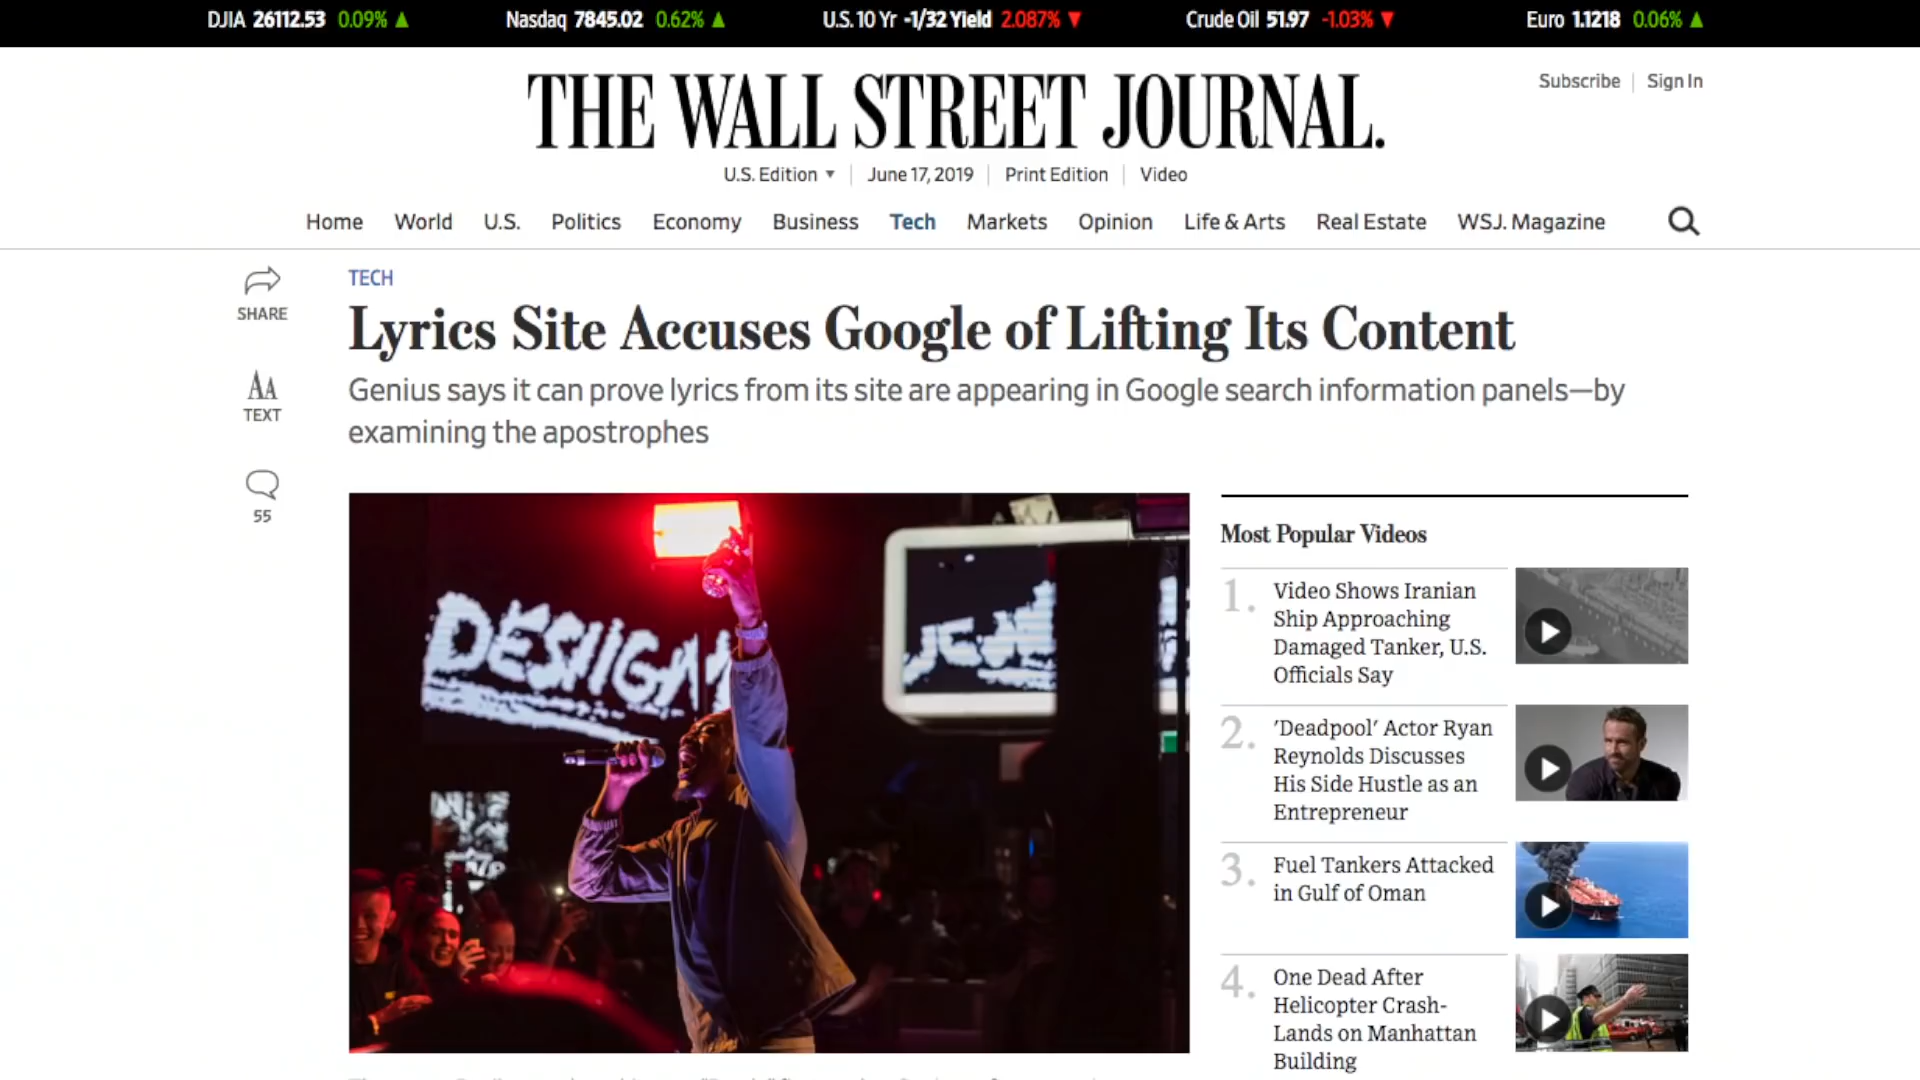 DJIA 26112.53 0.09% ▲ Nasdaq 7845.02 0.62% ▲ U.S. 10 Yr -1/32 Yield 2.087% ▼ Crude Oil 51.97 -1.03% ▼ Euro 1.1218 0.06% ▲
Subscribe | Sign In
THE WALL STREET JOURNAL.
U.S. Edition ▼ | June 17, 2019 | Print Edition | Video
Home World U.S. Politics Economy Business Tech Markets Opinion Life & Arts Real Estate WSJ. Magazine
SHARE
TEXT
55
TECH
Lyrics Site Accuses Google of Lifting Its Content
Genius says it can prove lyrics from its site are appearing in Google search information panels—by
examining the apostrophes
DESIIGN
Most Popular Videos
1. Video Shows Iranian
Ship Approaching
Damaged Tanker, U.S.
Officials Say
2. 'Deadpool' Actor Ryan
Reynolds Discusses
His Side Hustle as an
Entrepreneur
3. Fuel Tankers Attacked
in Gulf of Oman
4. One Dead After
Helicopter Crash-
Lands on Manhattan
Building